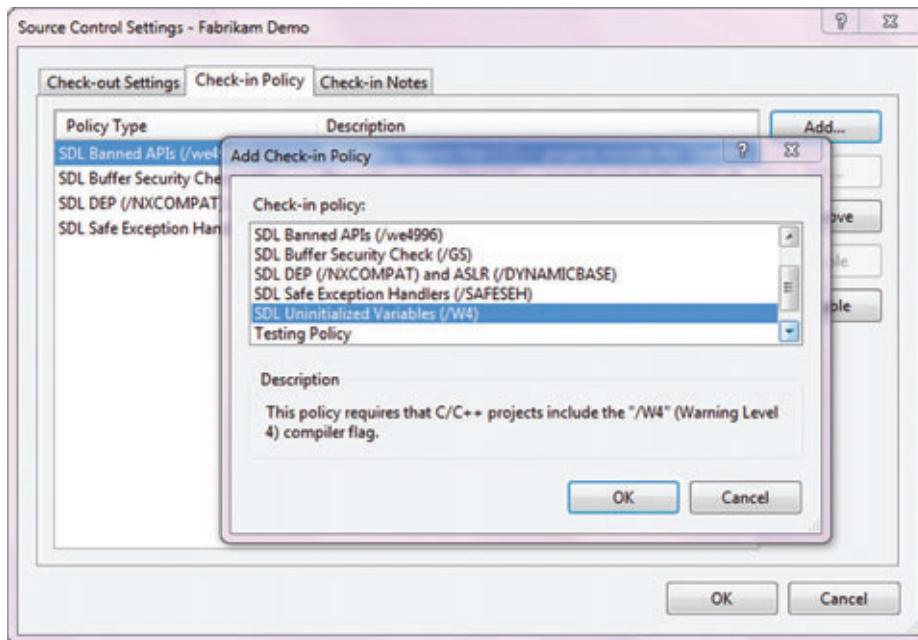 Source Control Settings - Fabrikam Demo
Check-out Settings Check-in Policy Check-in Notes
Policy Type Description Add...
SDL Banned APIs (/we4
SDL Buffer Security Che
SDL DEP (/NXCOMPAT
SDL Safe Exception Han
Add Check-in Policy
Check-in policy:
SDL Banned APIs (/we4996)
SDL Buffer Security Check (/GS)
SDL DEP (/NXCOMPAT) and ASLR (/DYNAMICBASE)
SDL Safe Exception Handlers (/SAFESEH)
SDL Uninitialized Variables (/W4)
Testing Policy
Description
This policy requires that C/C++ projects include the "/W4" (Warning Level
4) compiler flag.
OK Cancel
OK Cancel